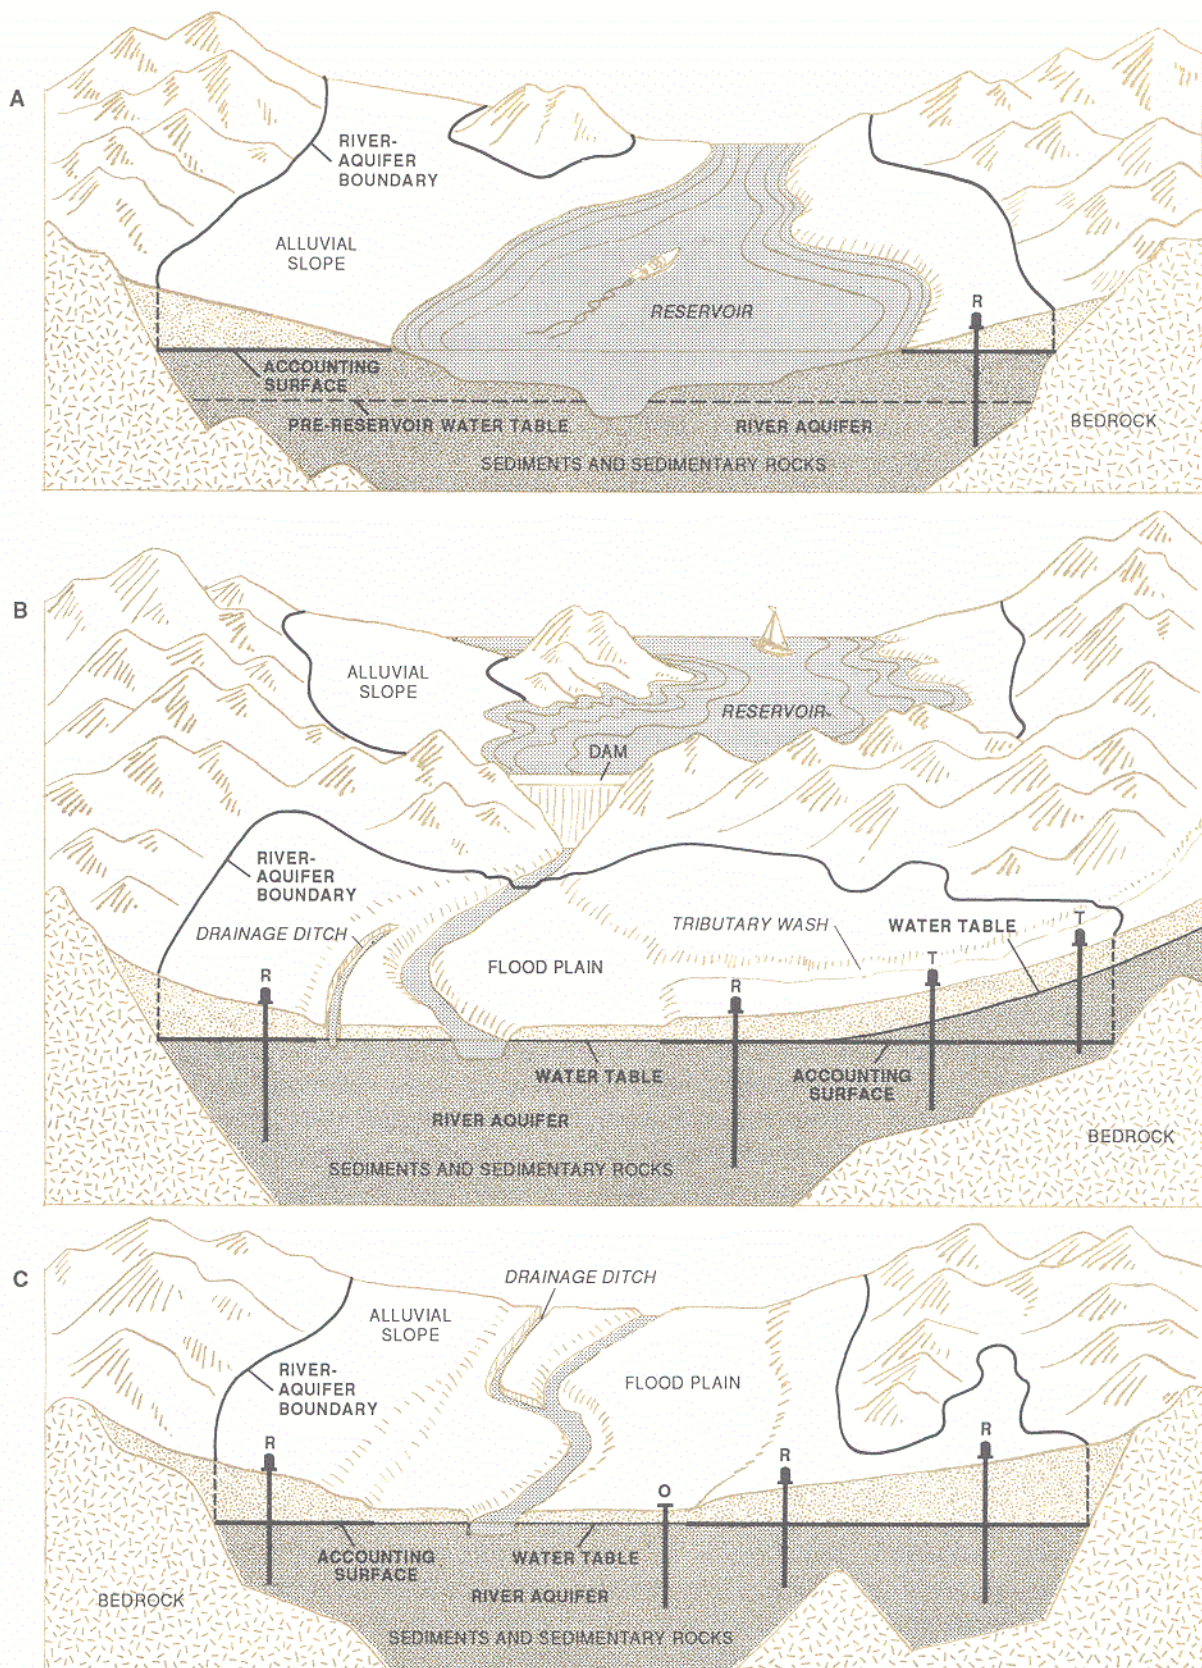 A
RIVER-
AQUIFER
BOUNDARY
ALLUVIAL
SLOPE
RESERVOIR
R
ACCOUNTING
SURFACE
PRE-RESERVOIR WATER TABLE
RIVER AQUIFER
BEDROCK
SEDIMENTS AND SEDIMENTARY ROCKS
B
ALLUVIAL
SLOPE
RESERVOIR
DAM
RIVER-
AQUIFER
BOUNDARY
DRAINAGE DITCH
TRIBUTARY WASH
WATER TABLE
T
FLOOD PLAIN
T
R
R
WATER TABLE
ACCOUNTING
SURFACE
RIVER AQUIFER
BEDROCK
SEDIMENTS AND SEDIMENTARY ROCKS
C
DRAINAGE DITCH
ALLUVIAL
SLOPE
RIVER-
AQUIFER
BOUNDARY
FLOOD PLAIN
R
R
R
O
ACCOUNTING
SURFACE
WATER TABLE
RIVER AQUIFER
BEDROCK
SEDIMENTS AND SEDIMENTARY ROCKS